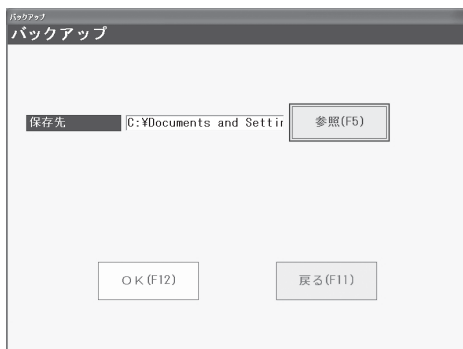 バックアップ
バックアップ
保存先 C:¥Documents and Settin 参照(F5)
OK(F12) 戻る(F11)